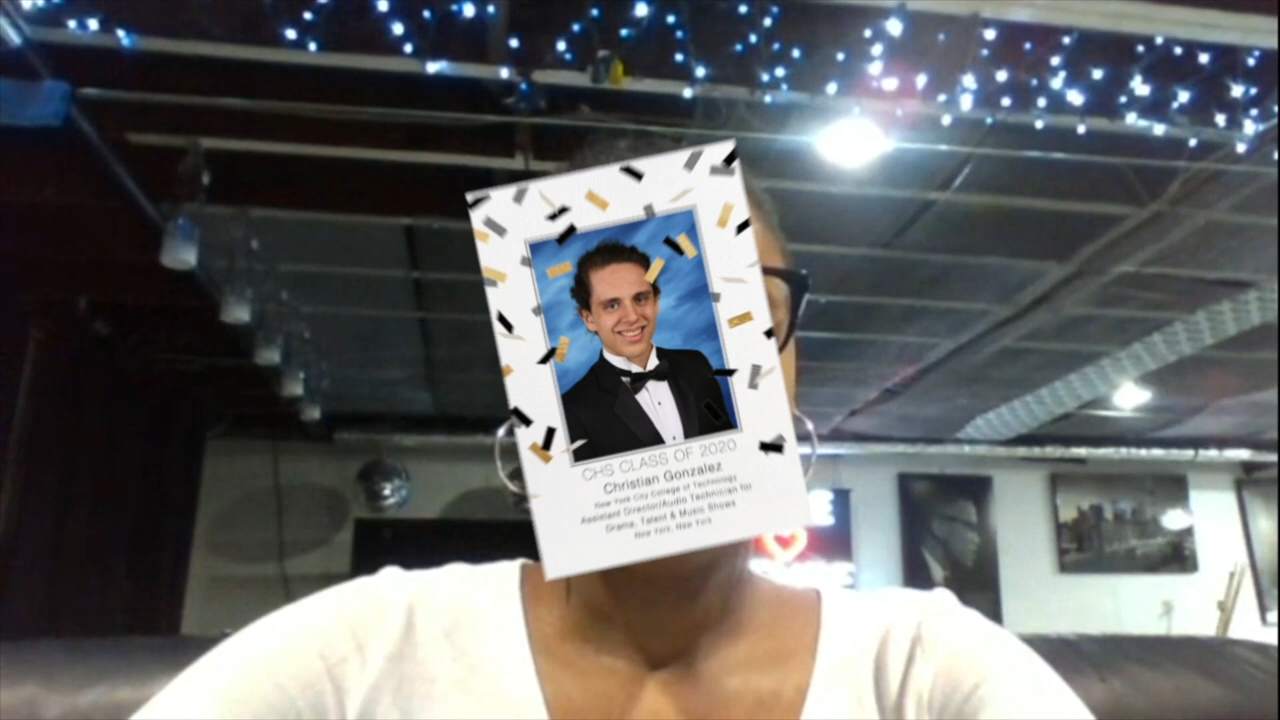 CHS CLASS OF 2020
Christian Gonzalez
New York City College of Technology
Assistant Director/Audio Technician for
Drama, Talent & Music Shows
New York, New York